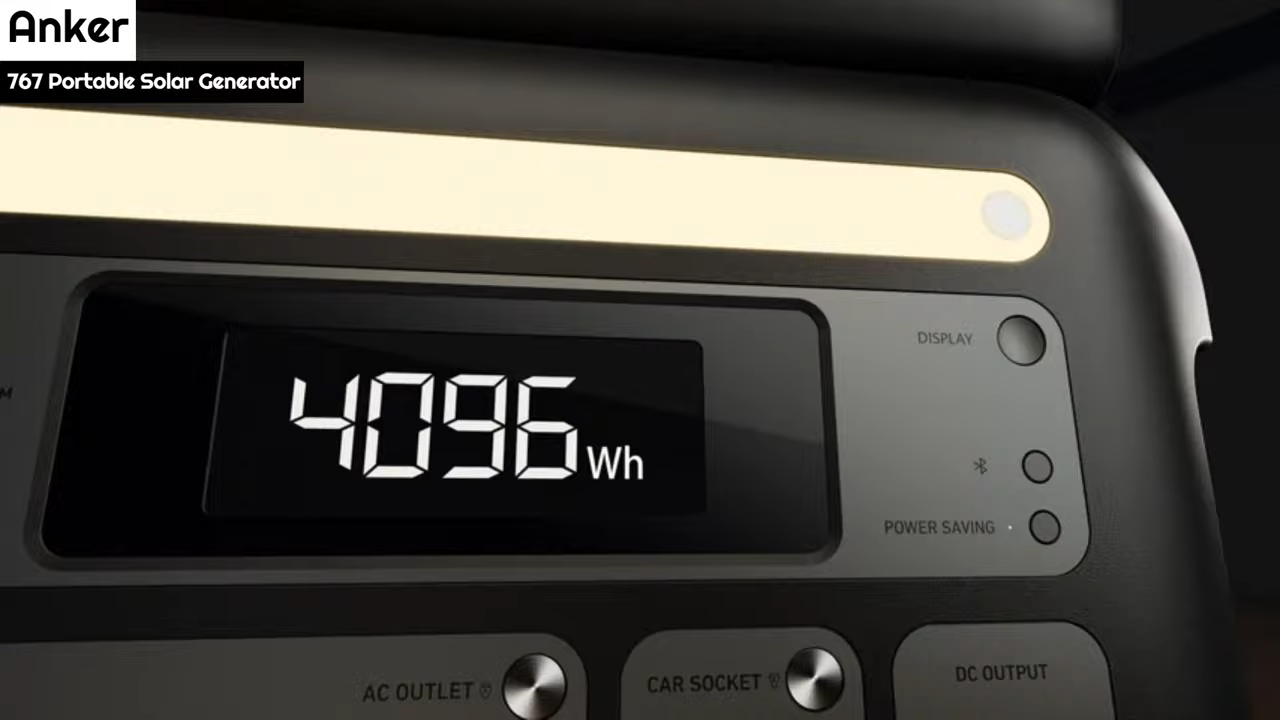 Anker
767 Portable Solar Generator
DISPLAY
M
4096Wh
POWER SAVING
AC OUTLET
CAR SOCKET
DC OUTPUT